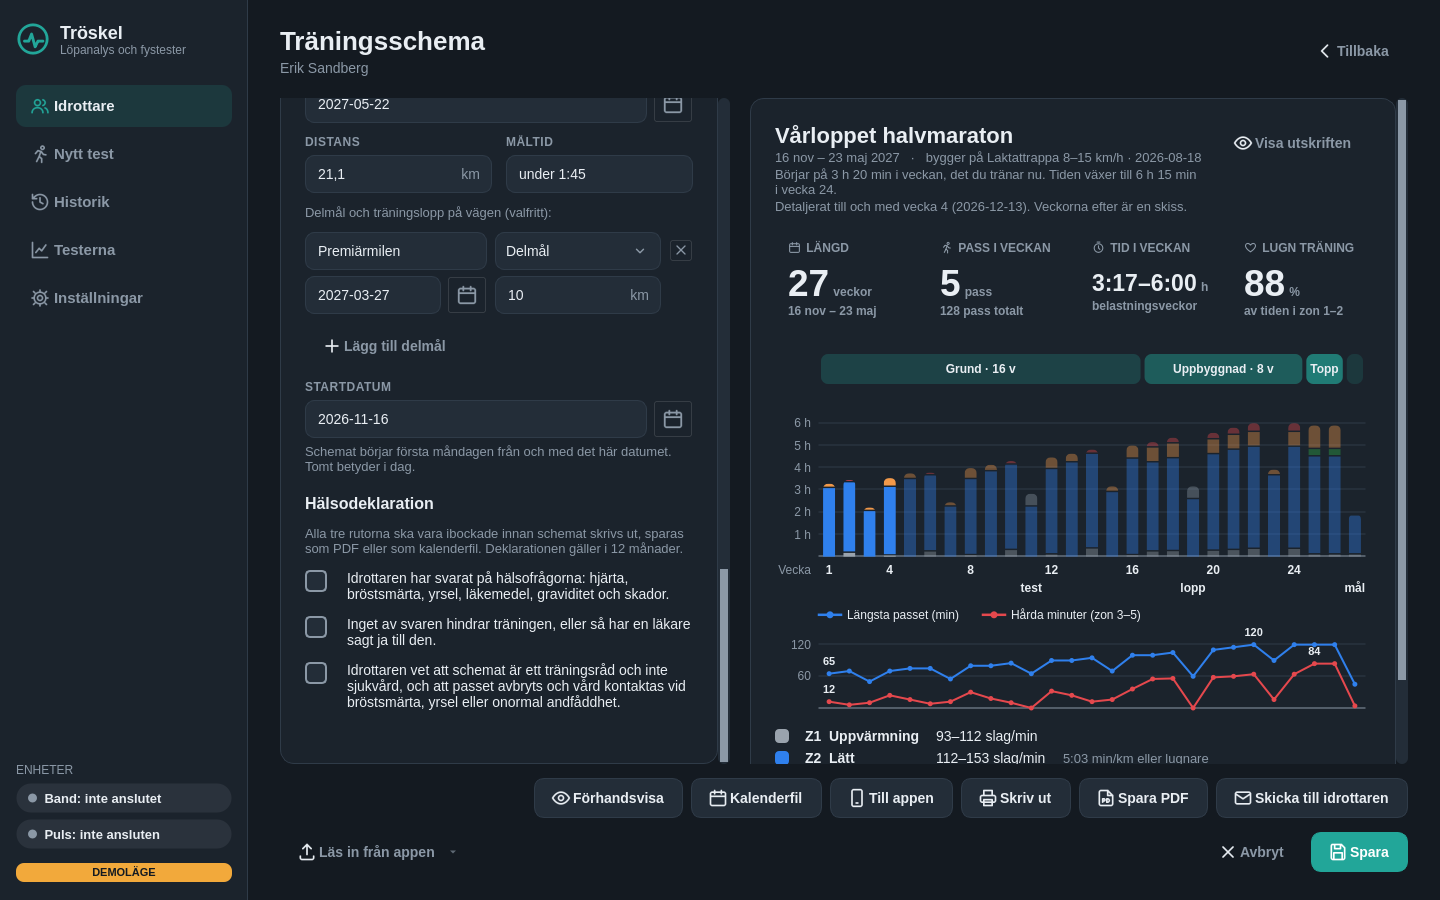 Tröskel
Löpanalys och fystester
Idrottare
Nytt test
Historik
Testerna
Inställningar
ENHETER
Band: inte anslutet
Puls: inte ansluten
DEMOLÄGE
Träningsschema
Erik Sandberg
Tillbaka
2027-05-22
DISTANS
MÅLTID
21,1 km
under 1:45
Delmål och träningslopp på vägen (valfritt):
Premiärmilen
Delmål
2027-03-27
10 km
Lägg till delmål
STARTDATUM
2026-11-16
Schemat börjar första måndagen från och med det här datumet.
Tomt betyder i dag.
Hälsodeklaration
Alla tre rutorna ska vara ibockade innan schemat skrivs ut, sparas
som PDF eller som kalenderfil. Deklarationen gäller i 12 månader.
Idrottaren har svarat på hälsofrågorna: hjärta,
bröstsmärta, yrsel, läkemedel, graviditet och skador.
Inget av svaren hindrar träningen, eller så har en läkare
sagt ja till den.
Idrottaren vet att schemat är ett träningsråd och inte
sjukvård, och att passet avbryts och vård kontaktas vid
bröstsmärta, yrsel eller onormal andfåddhet.
Vårloppet halvmaraton
16 nov – 23 maj 2027 · bygger på Laktattrappa 8–15 km/h · 2026-08-18
Börjar på 3 h 20 min i veckan, det du tränar nu. Tiden växer till 6 h 15 min
i vecka 24.
Detaljerat till och med vecka 4 (2026-12-13). Veckorna efter är en skiss.
Visa utskriften
LÄNGD
27 veckor
16 nov – 23 maj
PASS I VECKAN
5 pass
128 pass totalt
TID I VECKAN
3:17–6:00 h
belastningsveckor
LUGN TRÄNING
88 %
av tiden i zon 1–2
Grund · 16 v
Uppbyggnad · 8 v
Topp
6 h
5 h
4 h
3 h
2 h
1 h
Vecka 1 4 8 12 16 20 24
test lopp mål
Längsta passet (min)
Hårda minuter (zon 3–5)
120
60
65
12
120
84
Z1 Uppvärmning 93–112 slag/min
Z2 Lätt 112–153 slag/min 5:03 min/km eller lugnare
Förhandsvisa
Kalenderfil
Till appen
Skriv ut
Spara PDF
Skicka till idrottaren
Läs in från appen
Avbryt
Spara